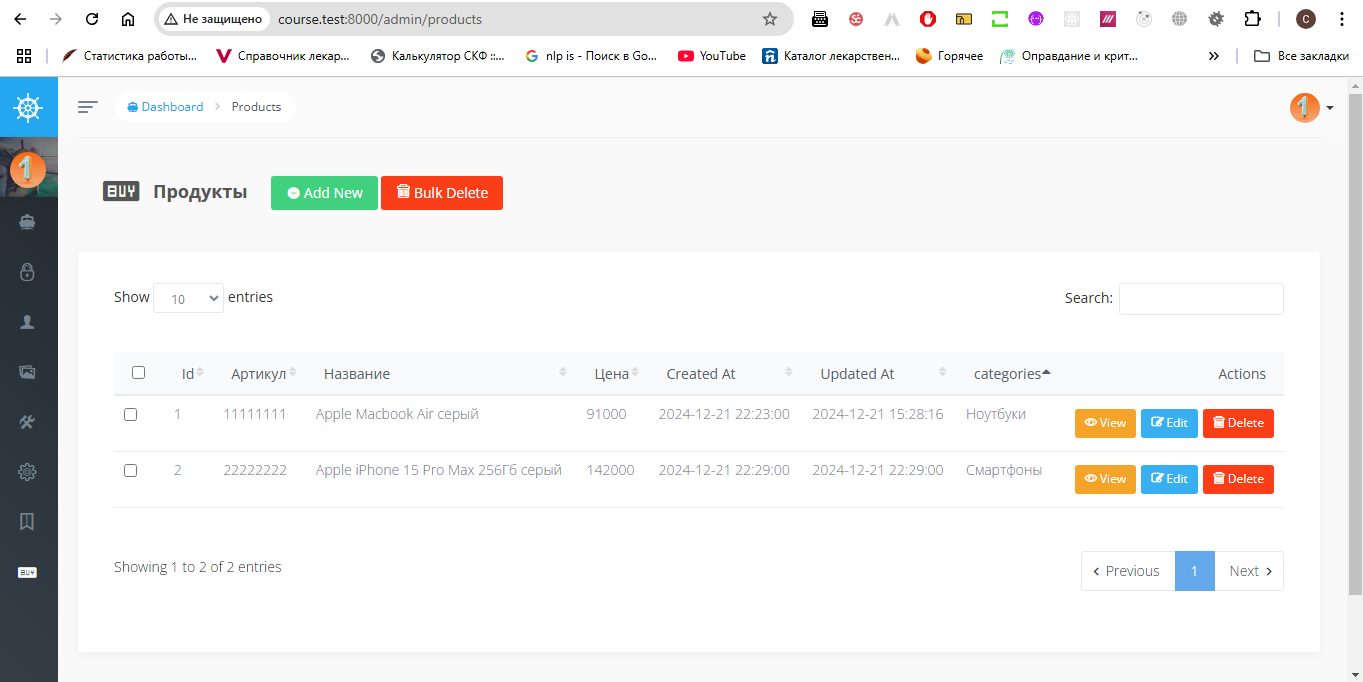 Не защищено course.test:8000/admin/products C
Статистика работы... Справочник лекар... Калькулятор СКФ ::... nlp is - Поиск в Go... YouTube Каталог лекарствен... Горячее Оправдание и крит... » Все закладки
Dashboard > Products
BUY Продукты Add New Bulk Delete
Show 10 entries Search:
Id Артикул Название Цена Created At Updated At categories Actions
1 11111111 Apple Macbook Air серый 91000 2024-12-21 22:23:00 2024-12-21 15:28:16 Ноутбуки View Edit Delete
2 22222222 Apple iPhone 15 Pro Max 256Гб серый 142000 2024-12-21 22:29:00 2024-12-21 22:29:00 Смартфоны View Edit Delete
BUY
Showing 1 to 2 of 2 entries Previous 1 Next